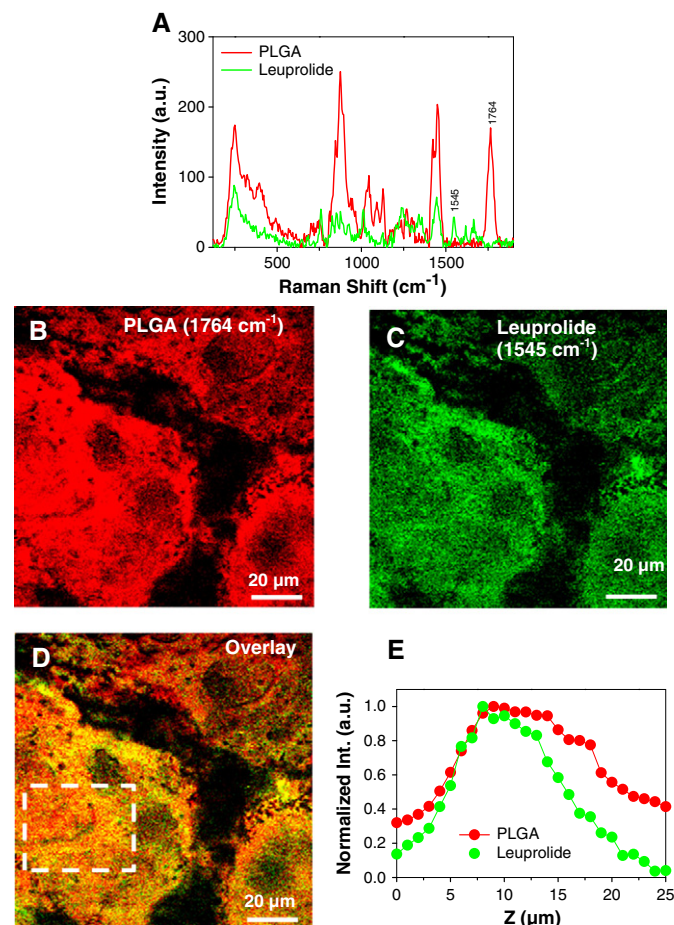 A
300
200
100
0
Intensity (a.u.)
PLGA
Leuprolide
1545
1764
500 1000 1500
Raman Shift (cm⁻¹)
B
PLGA (1764 cm⁻¹)
20 µm
C
Leuprolide
(1545 cm⁻¹)
20 µm
D
Overlay
20 µm
E
Normalized Int. (a.u.)
1.0
0.8
0.6
0.4
0.2
0.0
PLGA
Leuprolide
0 5 10 15 20 25
Z (µm)